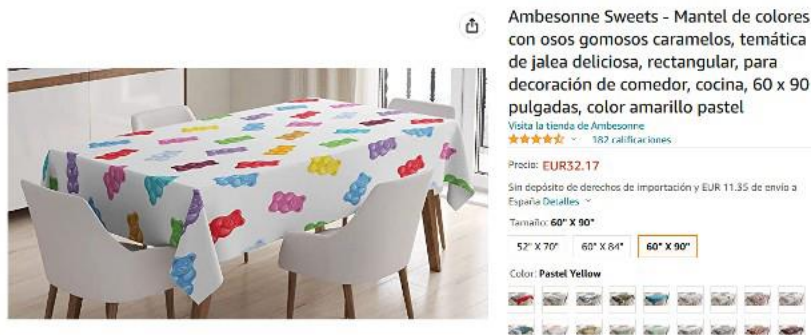 Ambesonne Sweets - Mantel de colores
con osos gomosos caramelos, temática
de jalea deliciosa, rectangular, para
decoración de comedor, cocina, 60 x 90
pulgadas, color amarillo pastel
Visita la tienda de Ambesonne
182 calificaciones
Precio: EUR32.17
Sin depósito de derechos de importación y EUR 11.35 de envío a
España Detalles
Tamaño: 60" X 90"
52" X 70" 60" X 84" 60" X 90"
Color: Pastel Yellow